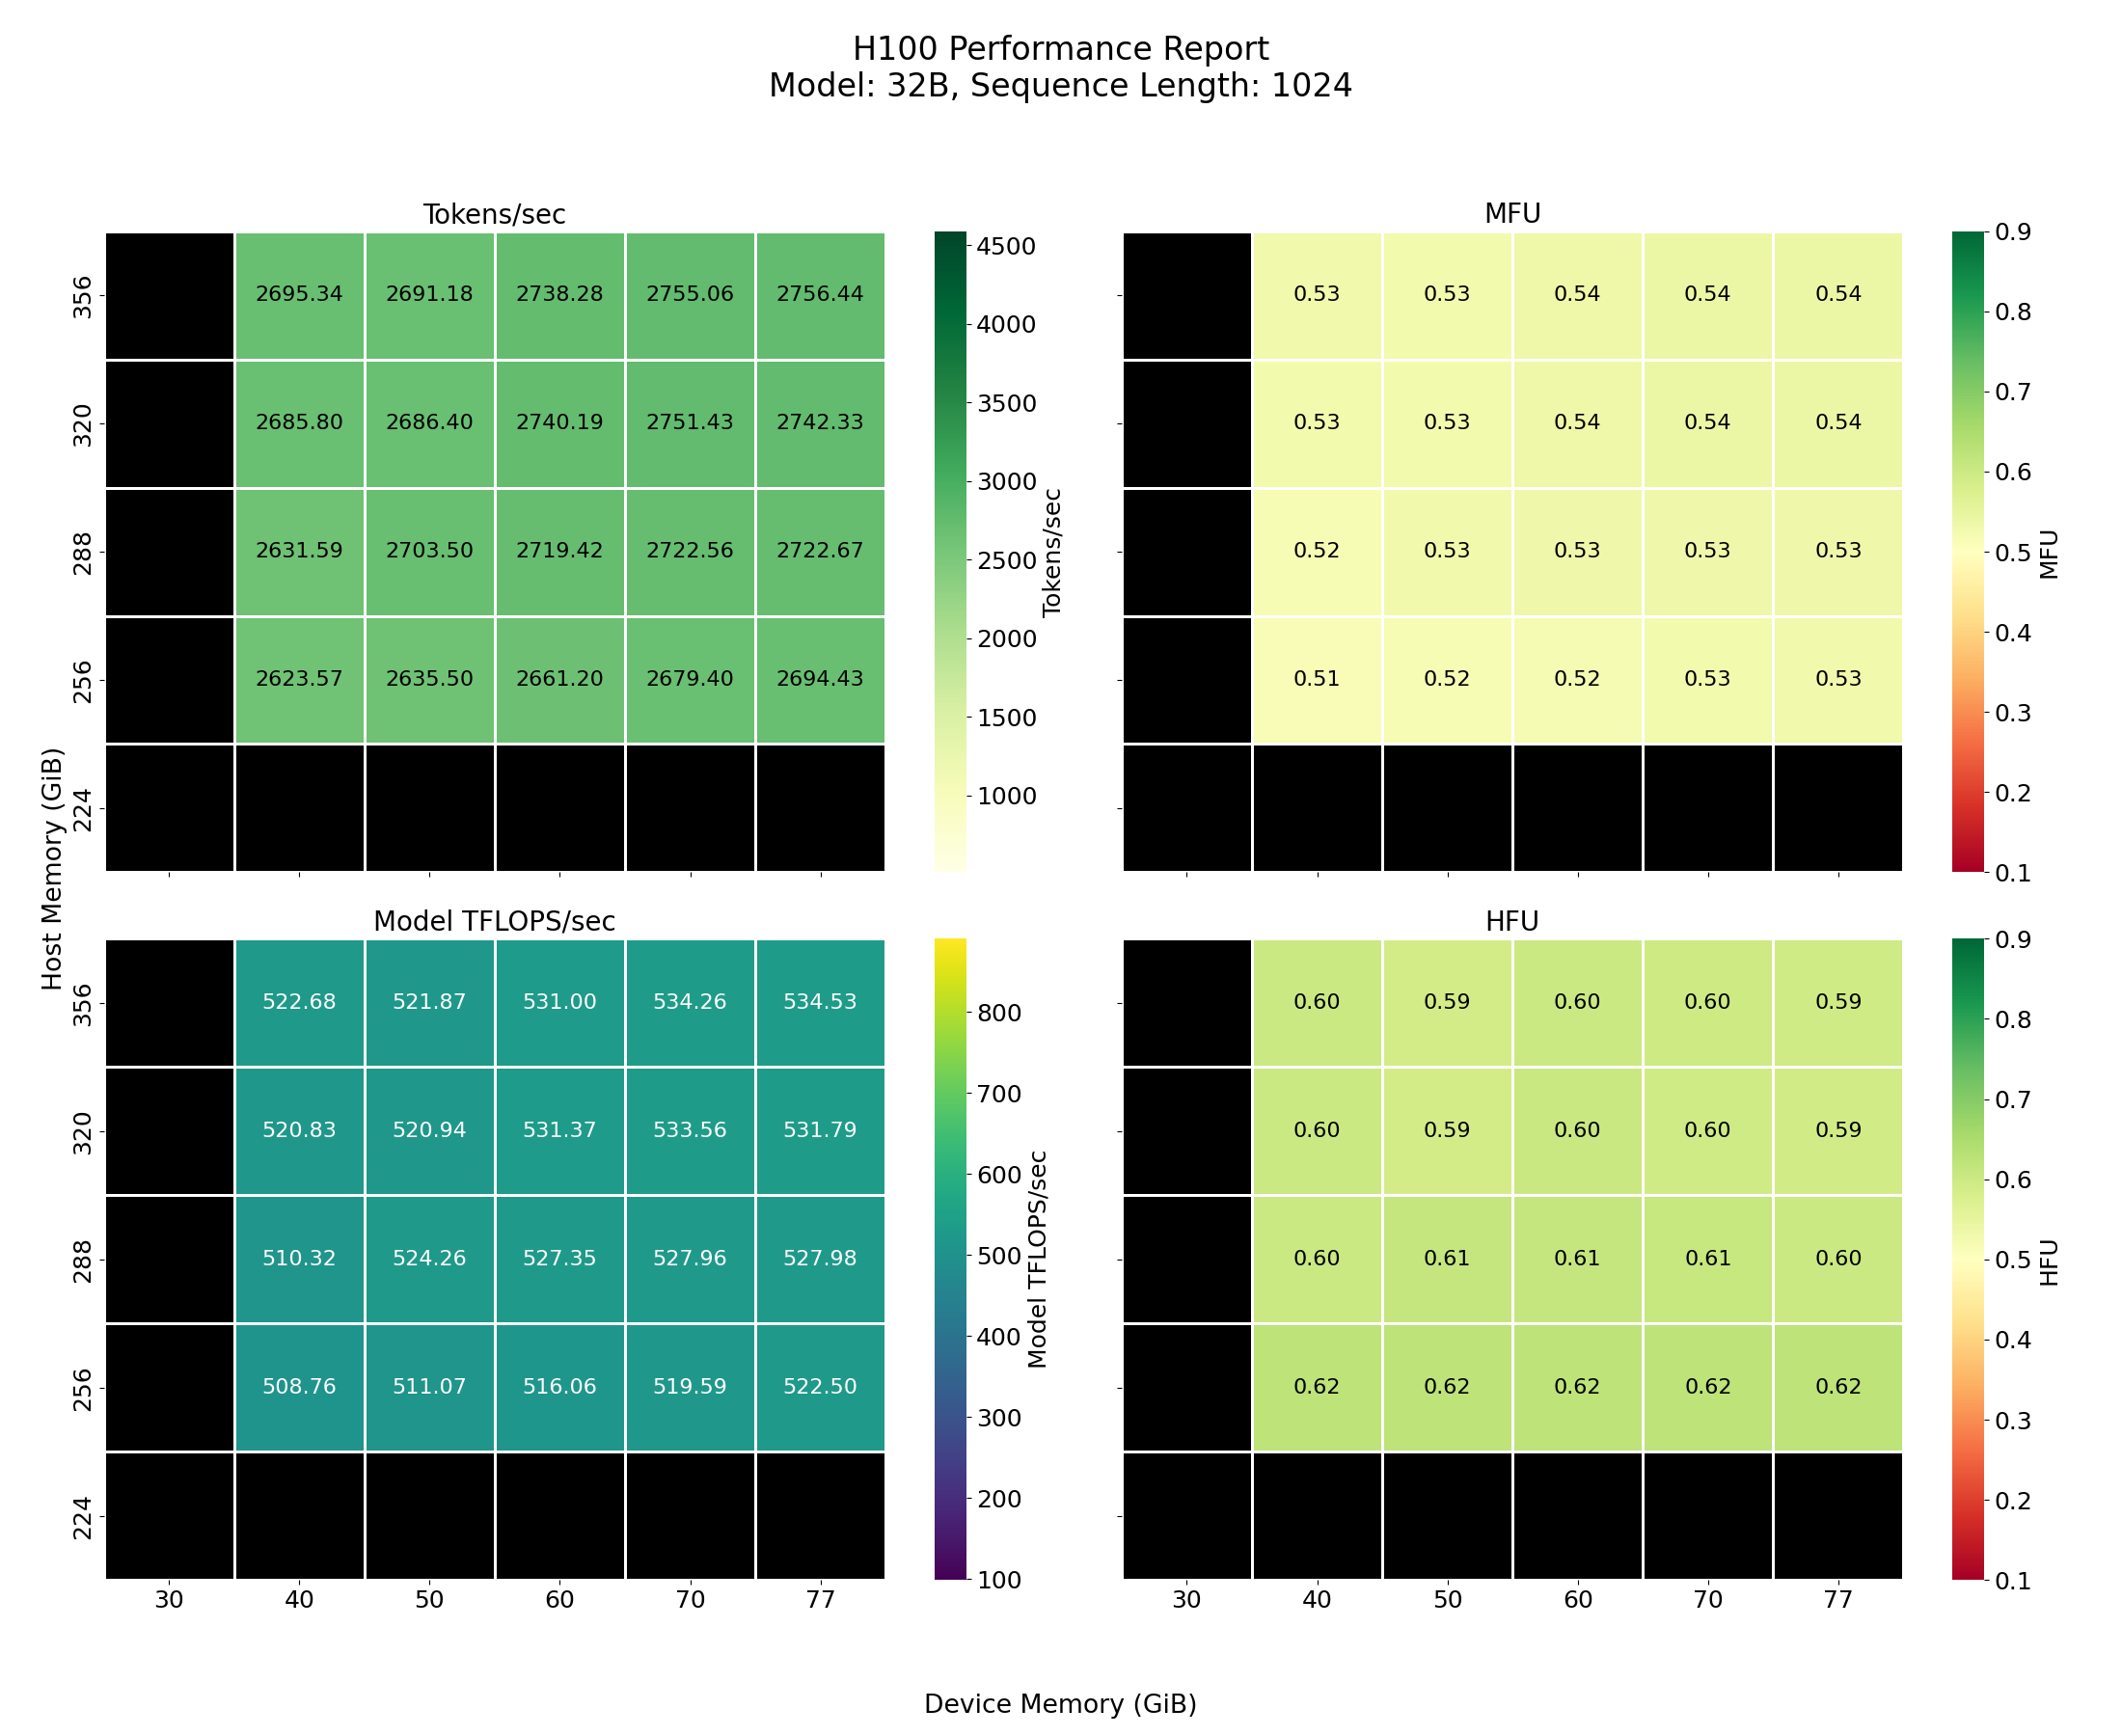 H100 Performance Report
Model: 32B, Sequence Length: 1024
Host Memory (GiB)
Tokens/sec
356
2695.34 2691.18 2738.28 2755.06 2756.44
320
2685.80 2686.40 2740.19 2751.43 2742.33
288
2631.59 2703.50 2719.42 2722.56 2722.67
256
2623.57 2635.50 2661.20 2679.40 2694.43
224
4500
4000
3500
3000
2500
2000
1500
1000
Tokens/sec
MFU
0.53 0.53 0.54 0.54 0.54
0.53 0.53 0.54 0.54 0.54
0.52 0.53 0.53 0.53 0.53
0.51 0.52 0.52 0.53 0.53
0.9
0.8
0.7
0.6
0.5
0.4
0.3
0.2
0.1
MFU
Model TFLOPS/sec
356
522.68 521.87 531.00 534.26 534.53
320
520.83 520.94 531.37 533.56 531.79
288
510.32 524.26 527.35 527.96 527.98
256
508.76 511.07 516.06 519.59 522.50
224
30 40 50 60 70 77
800
700
600
500
400
300
200
100
Model TFLOPS/sec
HFU
0.60 0.59 0.60 0.60 0.59
0.60 0.59 0.60 0.60 0.59
0.60 0.61 0.61 0.61 0.60
0.62 0.62 0.62 0.62 0.62
30 40 50 60 70 77
0.9
0.8
0.7
0.6
0.5
0.4
0.3
0.2
0.1
HFU
Device Memory (GiB)